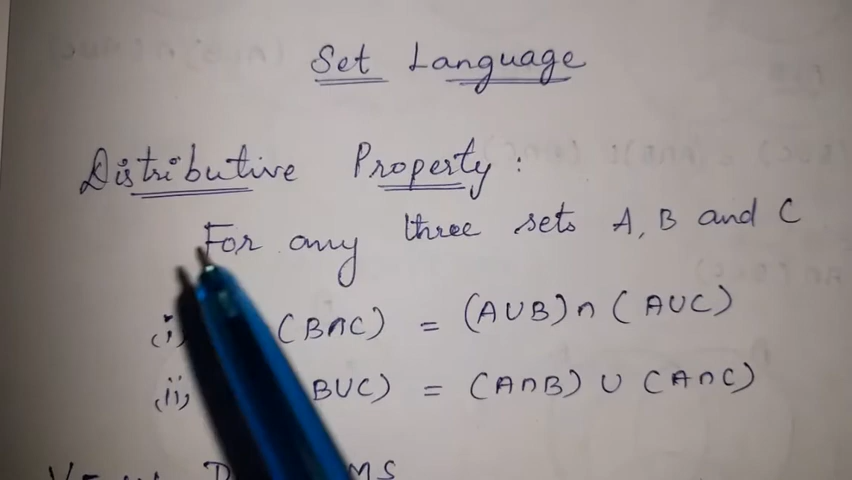 Set Language
Distributive Property :
For any three sets A, B and C
(i) (B∩C) = (A∪B)∩(A∪C)
(ii) B∪C) = (A∩B) ∪ (A∩C)